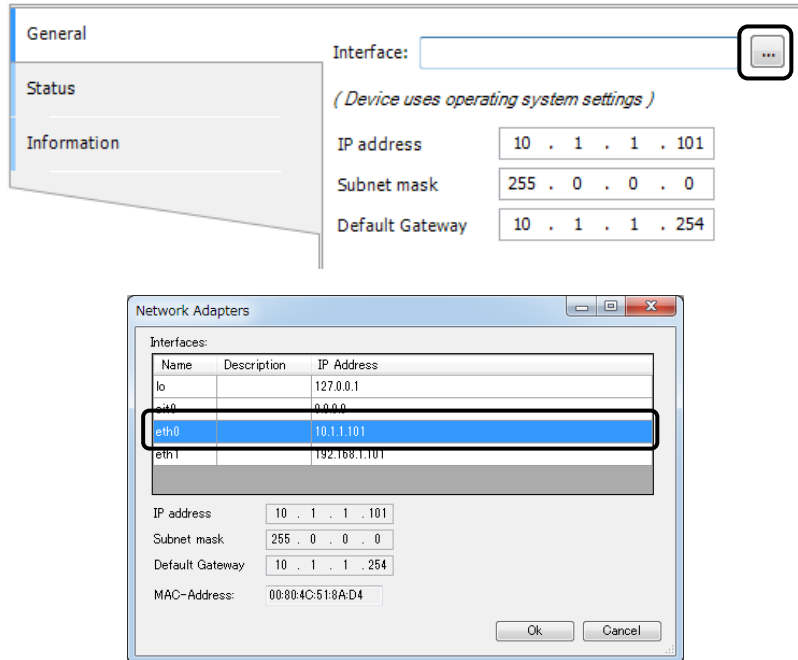 General
Interface: ...
Status
( Device uses operating system settings )
Information
IP address 10 . 1 . 1 . 101
Subnet mask 255 . 0 . 0 . 0
Default Gateway 10 . 1 . 1 . 254
Network Adapters
Interfaces:
Name Description IP Address
lo 127.0.0.1
sit0 0.0.0.0
eth0 10.1.1.101
eth1 192.168.1.101
IP address 10 . 1 . 1 . 101
Subnet mask 255 . 0 . 0 . 0
Default Gateway 10 . 1 . 1 . 254
MAC-Address: 00:80:4C:51:8A:D4
Ok Cancel